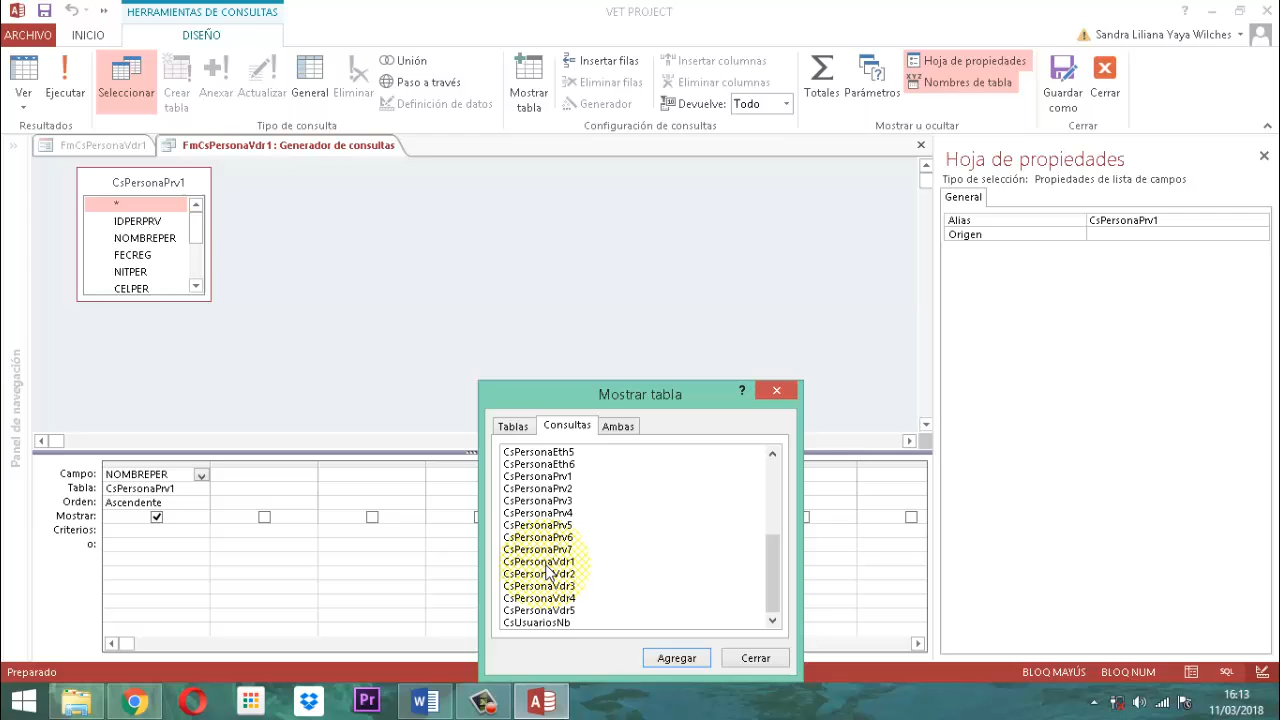 HERRAMIENTAS DE CONSULTAS
VET PROJECT
ARCHIVO
INICIO
DISEÑO
Sandra Liliana Yaya Wilches
Ver
Ejecutar
Seleccionar
Crear tabla
Anexar
Actualizar
General
Eliminar
Unión
Paso a través
Definición de datos
Mostrar tabla
Insertar filas
Eliminar filas
Generador
Insertar columnas
Eliminar columnas
Devuelve: Todo
Totales
Parámetros
Hoja de propiedades
Nombres de tabla
Guardar como
Cerrar
Resultados
Tipo de consulta
Configuración de consultas
Mostrar u ocultar
Cerrar
FmCsPersonaVdr1
FmCsPersonaVdr1 : Generador de consultas
CsPersonaPrv1
*
IDPERPRV
NOMBREPER
FECREG
NITPER
CELPER
Panel de navegación
Hoja de propiedades
Tipo de selección: Propiedades de lista de campos
General
Alias CsPersonaPrv1
Origen
Campo: NOMBREPER
Tabla: CsPersonaPrv1
Orden: Ascendente
Mostrar:
Criterios:
o:
Mostrar tabla
?
Tablas
Consultas
Ambas
CsPersonaEth5
CsPersonaEth6
CsPersonaPrv1
CsPersonaPrv2
CsPersonaPrv3
CsPersonaPrv4
CsPersonaPrv5
CsPersonaPrv6
CsPersonaPrv7
CsPersonaVdr1
CsPersonaVdr2
CsPersonaVdr3
CsPersonaVdr4
CsPersonaVdr5
CsUsuariosNb
Agregar
Cerrar
Preparado
BLOQ MAYÚS
BLOQ NUM
SQL
Pr
16:13
11/03/2018